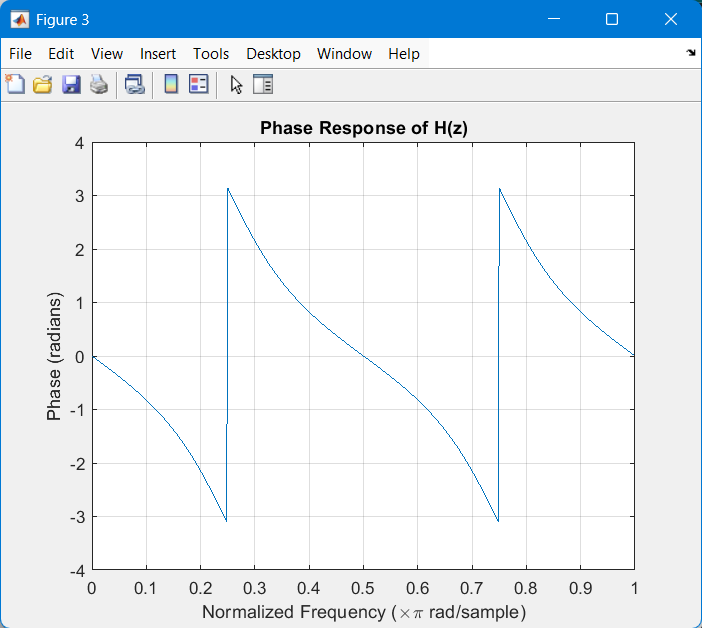 Figure 3
File Edit View Insert Tools Desktop Window Help
Phase Response of H(z)
4
3
2
1
0
-1
-2
-3
-4
Phase (radians)
0 0.1 0.2 0.3 0.4 0.5 0.6 0.7 0.8 0.9 1
Normalized Frequency (×π rad/sample)